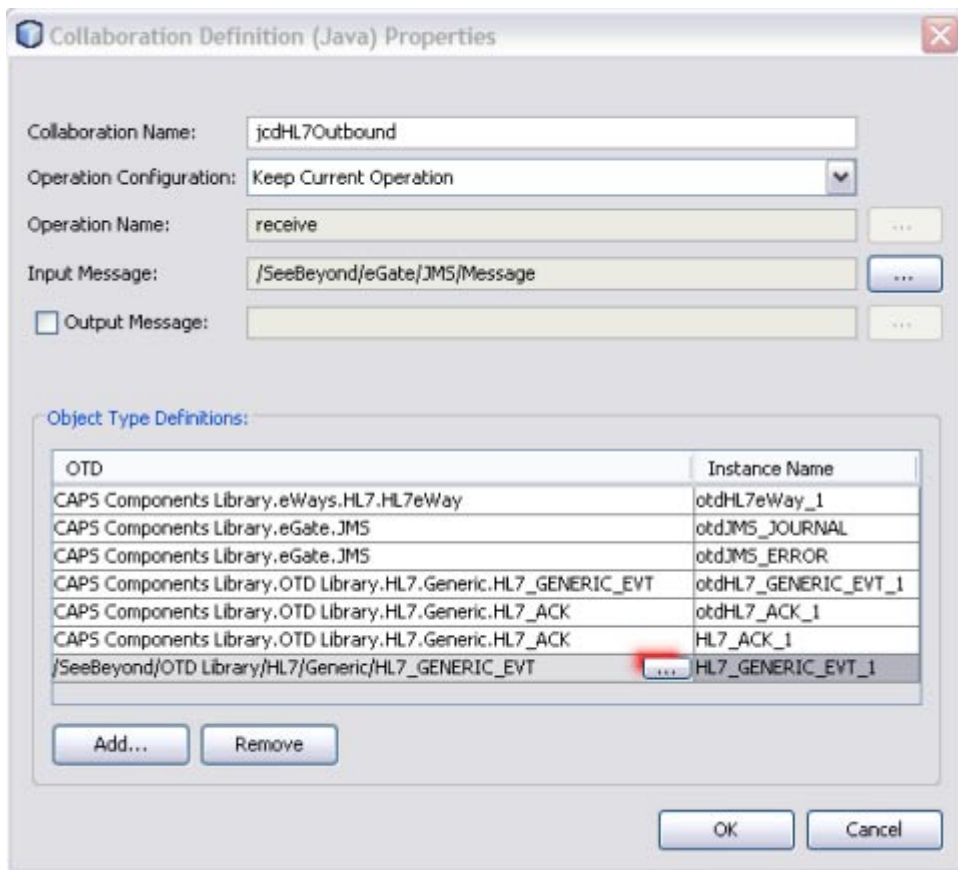 Collaboration Definition (Java) Properties
Collaboration Name: jcdHL7Outbound
Operation Configuration: Keep Current Operation
Operation Name: receive ...
Input Message: /SeeBeyond/eGate/JMS/Message ...
Output Message: ...
Object Type Definitions:
OTD Instance Name
CAPS Components Library.eWays.HL7.HL7eWay otdHL7eWay_1
CAPS Components Library.eGate.JMS otdJMS_JOURNAL
CAPS Components Library.eGate.JMS otdJMS_ERROR
CAPS Components Library.OTD Library.HL7.Generic.HL7_GENERIC_EVT otdHL7_GENERIC_EVT_1
CAPS Components Library.OTD Library.HL7.Generic.HL7_ACK otdHL7_ACK_1
CAPS Components Library.OTD Library.HL7.Generic.HL7_ACK HL7_ACK_1
/SeeBeyond/OTD Library/HL7/Generic/HL7_GENERIC_EVT ... HL7_GENERIC_EVT_1
Add... Remove
OK Cancel